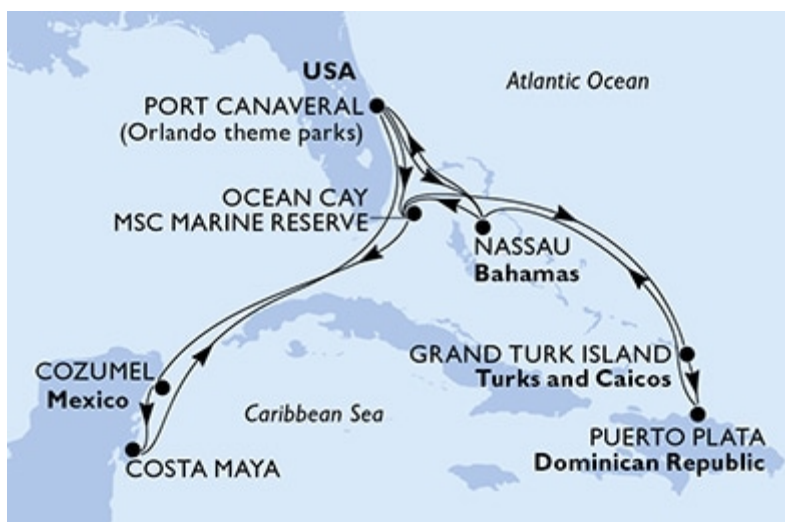 USA
Atlantic Ocean
PORT CANAVERAL
(Orlando theme parks)
OCEAN CAY
MSC MARINE RESERVE
NASSAU
Bahamas
GRAND TURK ISLAND
Turks and Caicos
COZUMEL
Mexico
Caribbean Sea
PUERTO PLATA
Dominican Republic
COSTA MAYA